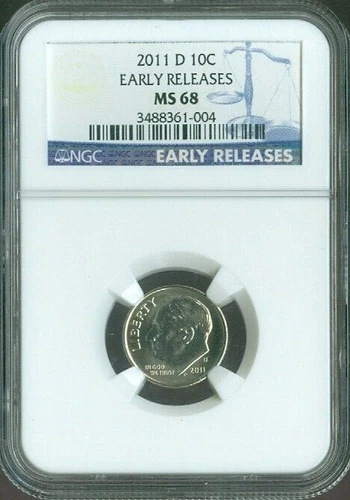 2011 D 10C
EARLY RELEASES
MS 68
3488361-004
NGC
EARLY RELEASES
LIBERTY
IN GOD
WE TRUST
D
2011